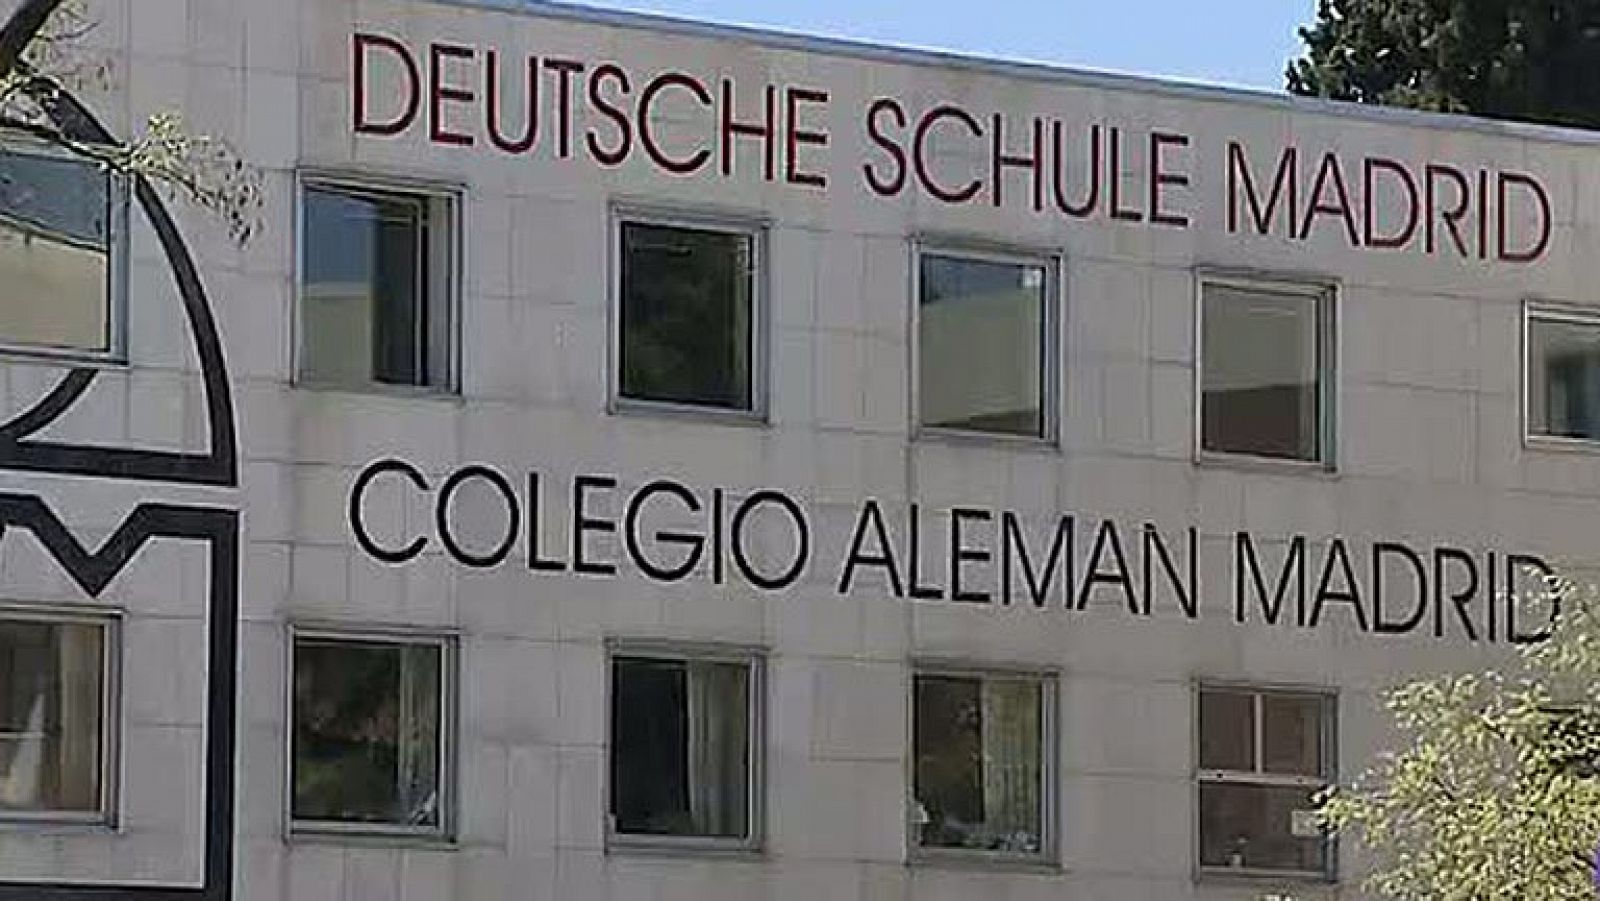 DEUTSCHE SCHULE MADRID
COLEGIO ALEMAN MADRID